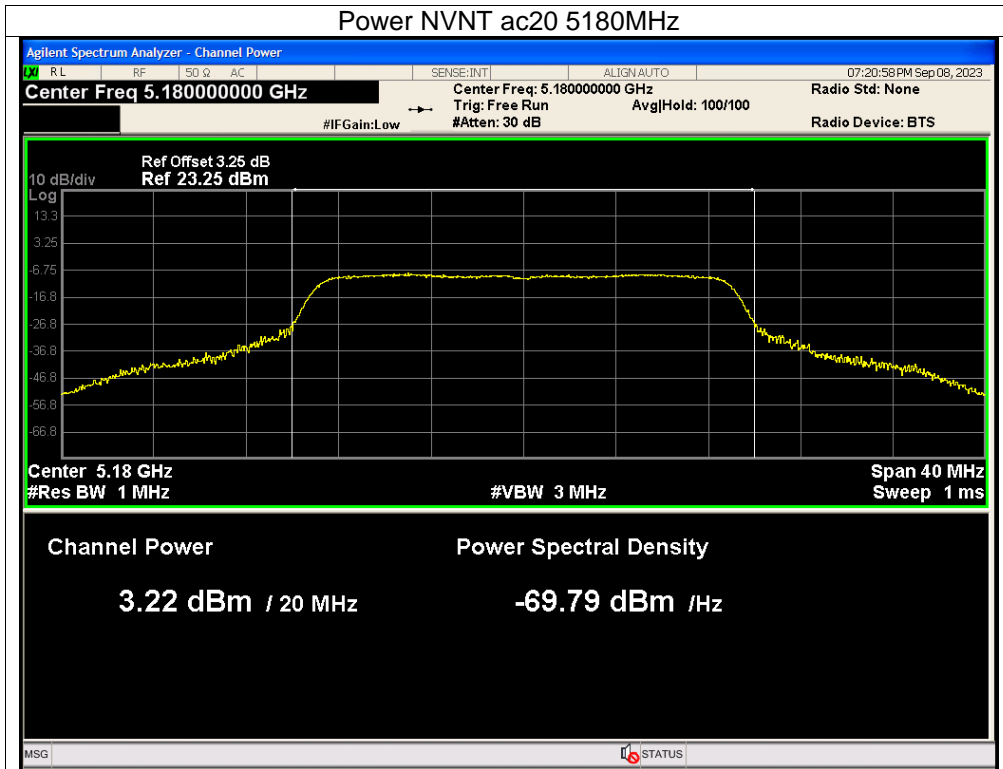 Power NVNT ac20 5180MHz
Agilent Spectrum Analyzer - Channel Power
LXI RL RF 50 Ω AC SENSE:INT ALIGN AUTO 07:20:58 PM Sep 08, 2023
Center Freq 5.180000000 GHz
Center Freq: 5.180000000 GHz
Radio Std: None
Trig: Free Run Avg|Hold: 100/100
#IFGain:Low #Atten: 30 dB Radio Device: BTS
Ref Offset 3.25 dB
10 dB/div Ref 23.25 dBm
Log
13.3
3.25
-6.75
-16.8
-26.8
-36.8
-46.8
-56.8
-66.8
Center 5.18 GHz Span 40 MHz
#Res BW 1 MHz #VBW 3 MHz Sweep 1 ms
Channel Power Power Spectral Density
3.22 dBm / 20 MHz -69.79 dBm /Hz
MSG STATUS